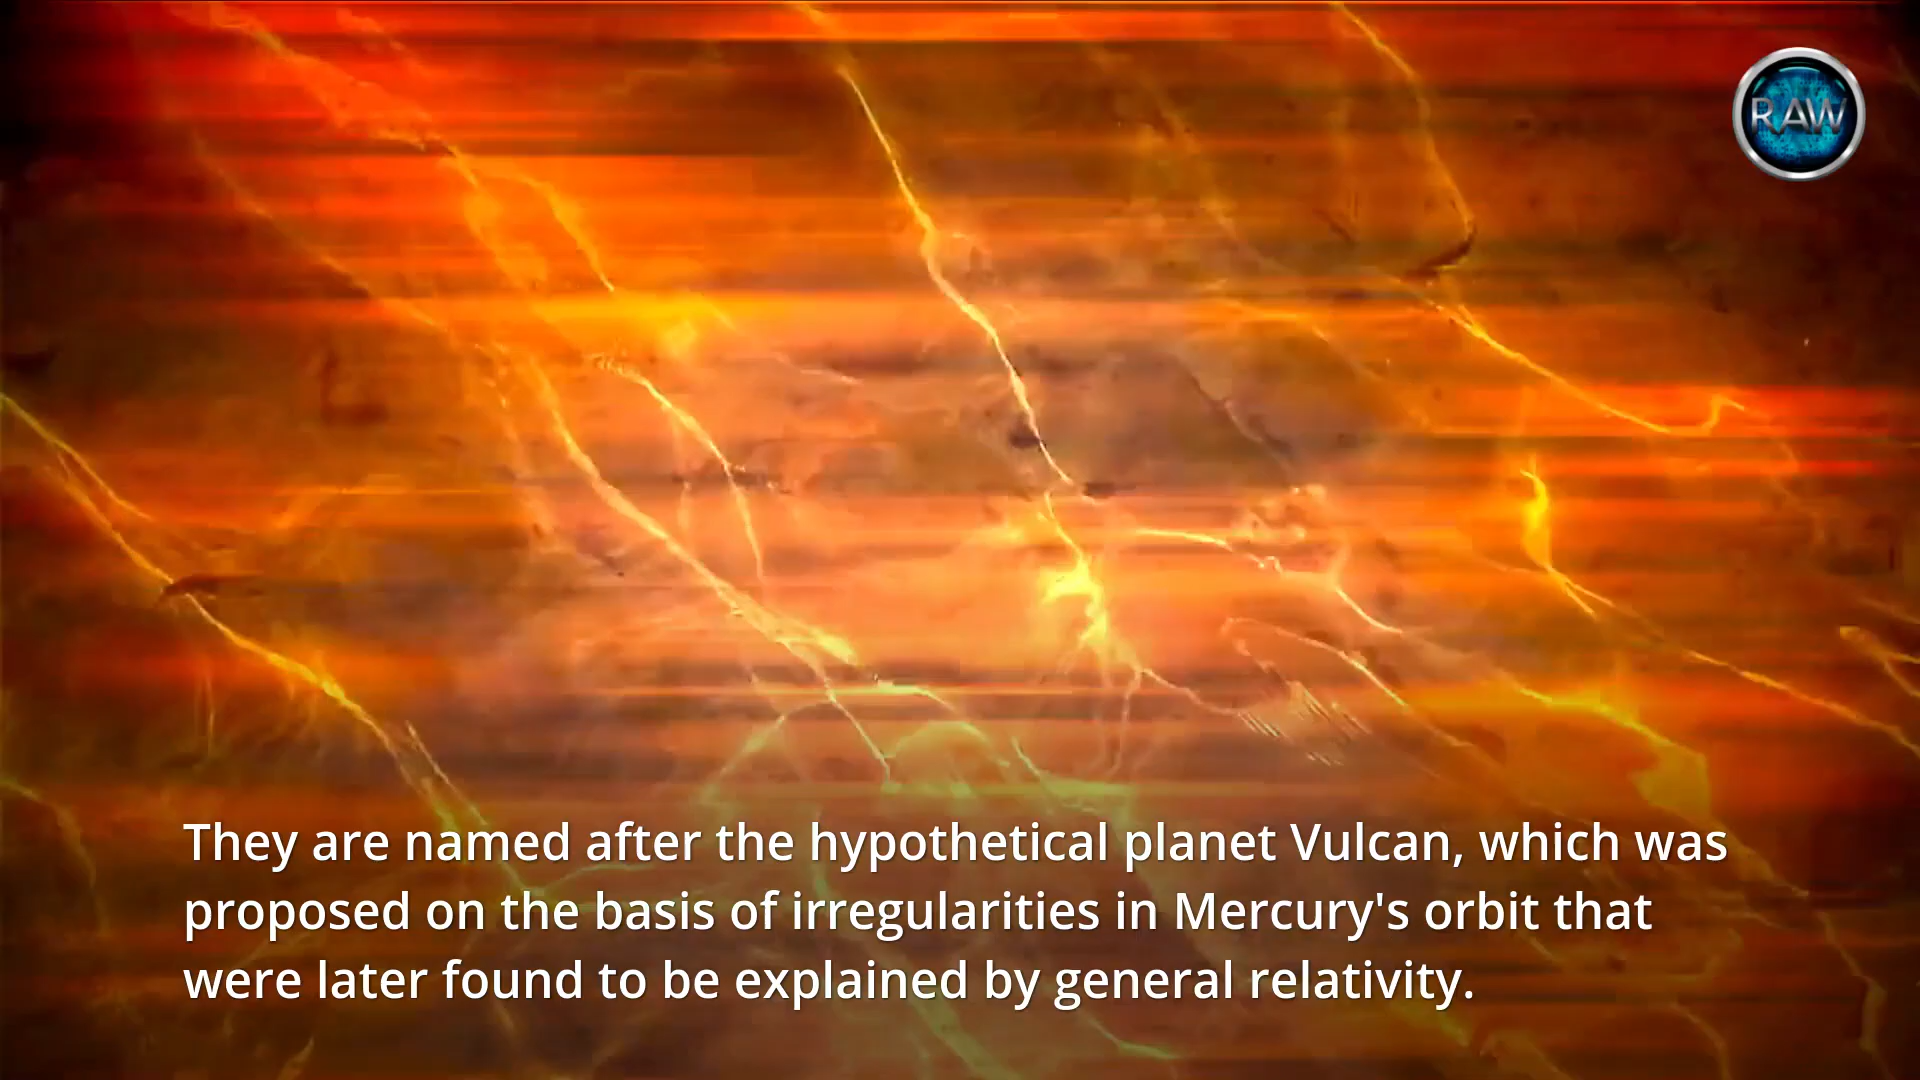 RAW
They are named after the hypothetical planet Vulcan, which was
proposed on the basis of irregularities in Mercury's orbit that
were later found to be explained by general relativity.